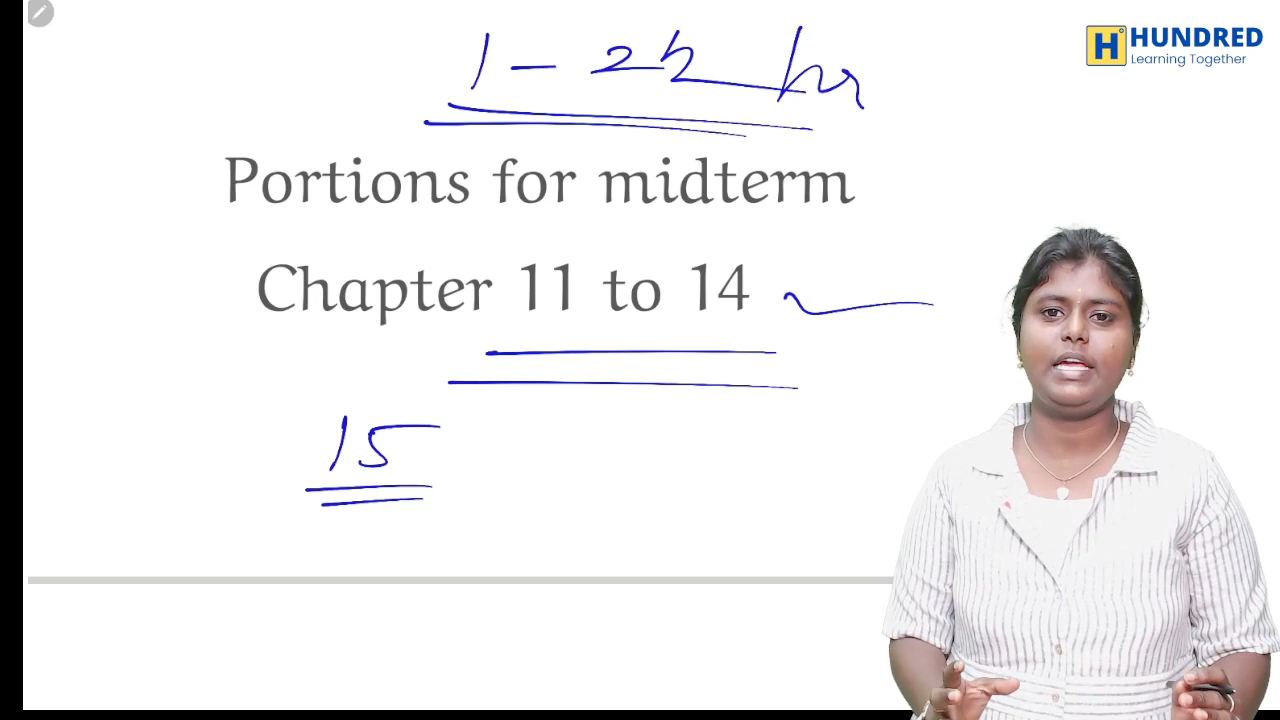 1 - 2½ hr
HUNDRED
Learning Together
Portions for midterm
Chapter 11 to 14
15